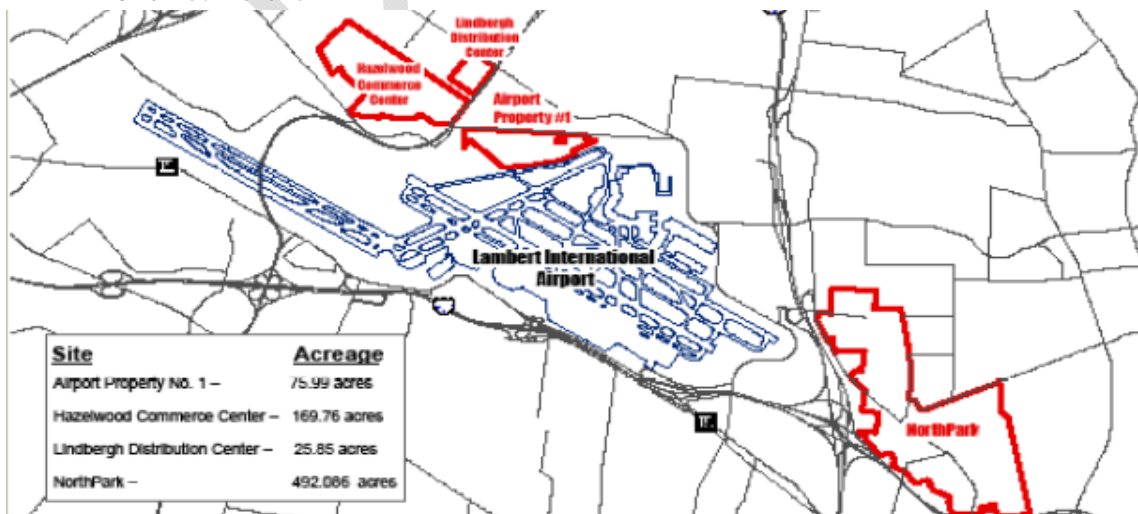 Lindbergh
Distribution
Center
Hazelwood
Commerce
Center
Airport
Property #1
Lambert International
Airport
Site Acreage
Airport Property No. 1 – 75.99 acres
Hazelwood Commerce Center – 169.76 acres
Lindbergh Distribution Center – 25.85 acres
NorthPark – 492.086 acres
NorthPark